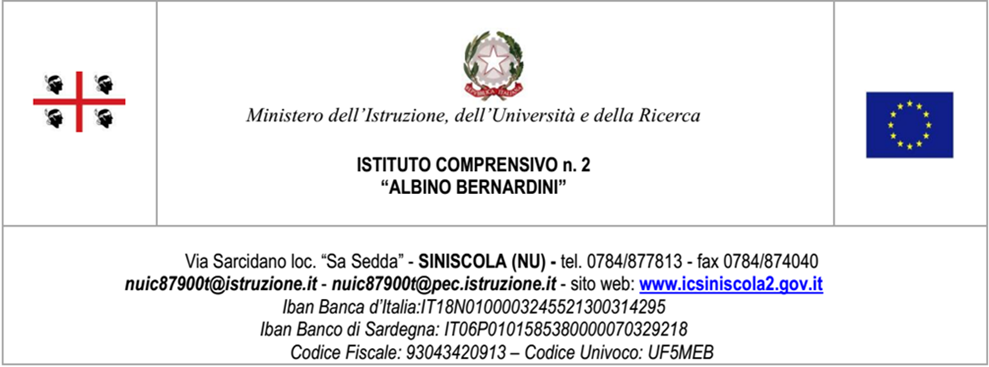 Ministero dell’Istruzione, dell’Università e della Ricerca
ISTITUTO COMPRENSIVO n. 2
“ALBINO BERNARDINI”
Via Sarcidano loc. “Sa Sedda” - SINISCOLA (NU) - tel. 0784/877813 - fax 0784/874040
nuic87900t@istruzione.it - nuic87900t@pec.istruzione.it - sito web: www.icsiniscola2.gov.it
Iban Banca d’Italia:IT18N0100003245521300314295
Iban Banco di Sardegna: IT06P0101585380000070329218
Codice Fiscale: 93043420913 – Codice Univoco: UF5MEB